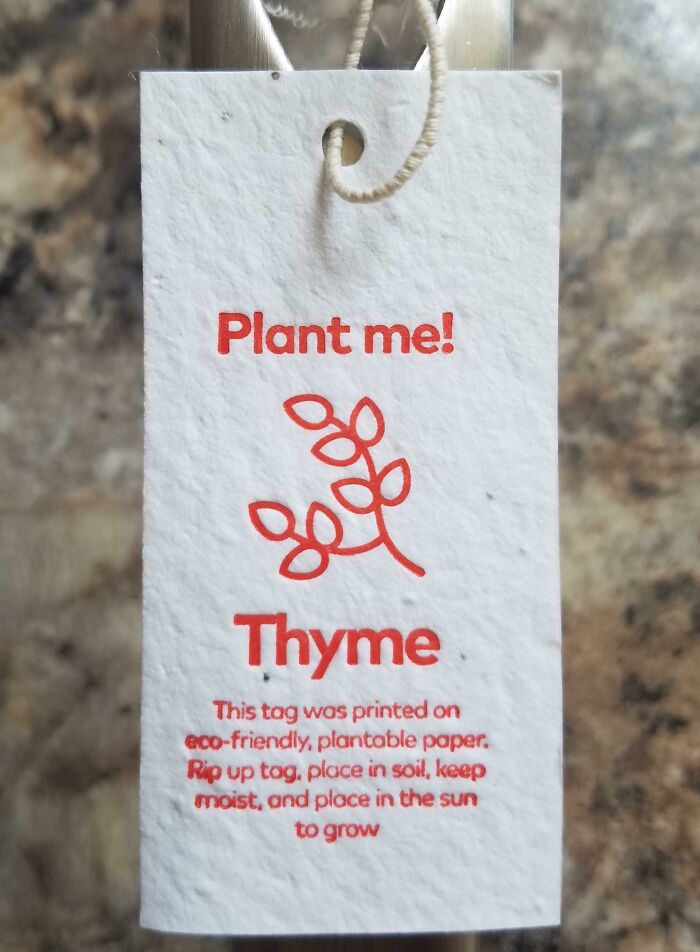 Plant me!
Thyme
This tag was printed on
eco-friendly, plantable paper.
Rip up tag, place in soil, keep
moist, and place in the sun
to grow